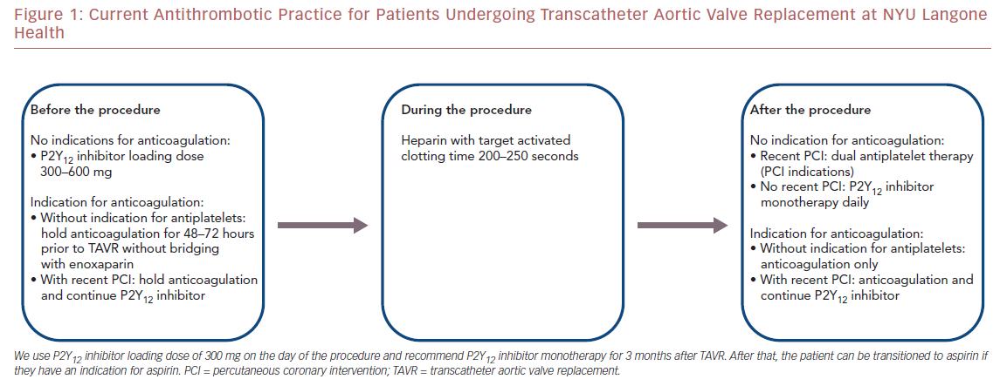 Figure 1: Current Antithrombotic Practice for Patients Undergoing Transcatheter Aortic Valve Replacement at NYU Langone
Health
Before the procedure
No indications for anticoagulation:
• P2Y₁₂ inhibitor loading dose
300–600 mg
Indication for anticoagulation:
• Without indication for antiplatelets:
hold anticoagulation for 48–72 hours
prior to TAVR without bridging
with enoxaparin
• With recent PCI: hold anticoagulation
and continue P2Y₁₂ inhibitor
During the procedure
Heparin with target activated
clotting time 200–250 seconds
After the procedure
No indication for anticoagulation:
• Recent PCI: dual antiplatelet therapy
(PCI indications)
• No recent PCI: P2Y₁₂ inhibitor
monotherapy daily
Indication for anticoagulation:
• Without indication for antiplatelets:
anticoagulation only
• With recent PCI: anticoagulation and
continue P2Y₁₂ inhibitor
We use P2Y₁₂ inhibitor loading dose of 300 mg on the day of the procedure and recommend P2Y₁₂ inhibitor monotherapy for 3 months after TAVR. After that, the patient can be transitioned to aspirin if
they have an indication for aspirin. PCI = percutaneous coronary intervention; TAVR = transcatheter aortic valve replacement.